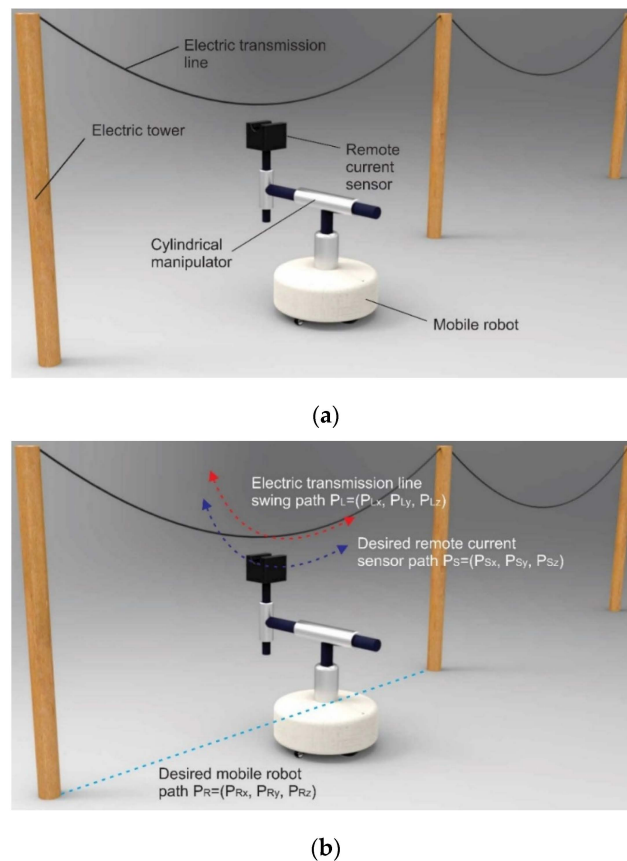 Electric transmission
line
Electric tower
Remote
current
sensor
Cylindrical
manipulator
Mobile robot
(a)
Electric transmission line
swing path PL=(PLx, PLy, PLz)
Desired remote current
sensor path PS=(PSx, PSy, PSz)
Desired mobile robot
path PR=(PRx, PRy, PRz)
(b)